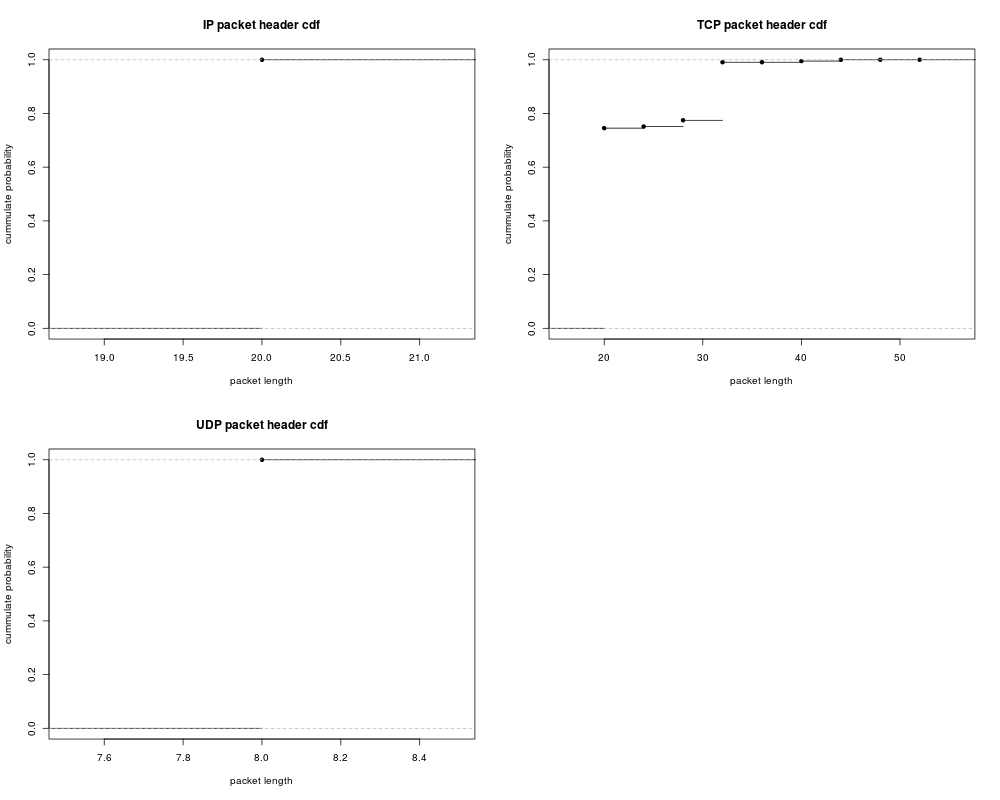 IP packet header cdf
cummulate probability
0.0 0.2 0.4 0.6 0.8 1.0
19.0 19.5 20.0 20.5 21.0
packet length
TCP packet header cdf
cummulate probability
0.0 0.2 0.4 0.6 0.8 1.0
20 30 40 50
packet length
UDP packet header cdf
cummulate probability
0.0 0.2 0.4 0.6 0.8 1.0
7.6 7.8 8.0 8.2 8.4
packet length